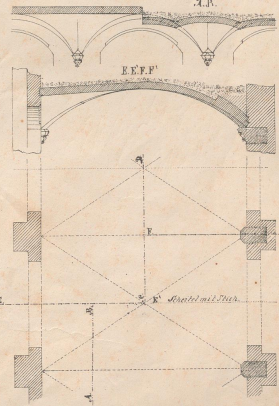 A.B.
E.E'.F.F'.
F
E' Scheitel mit Stich.
B
A